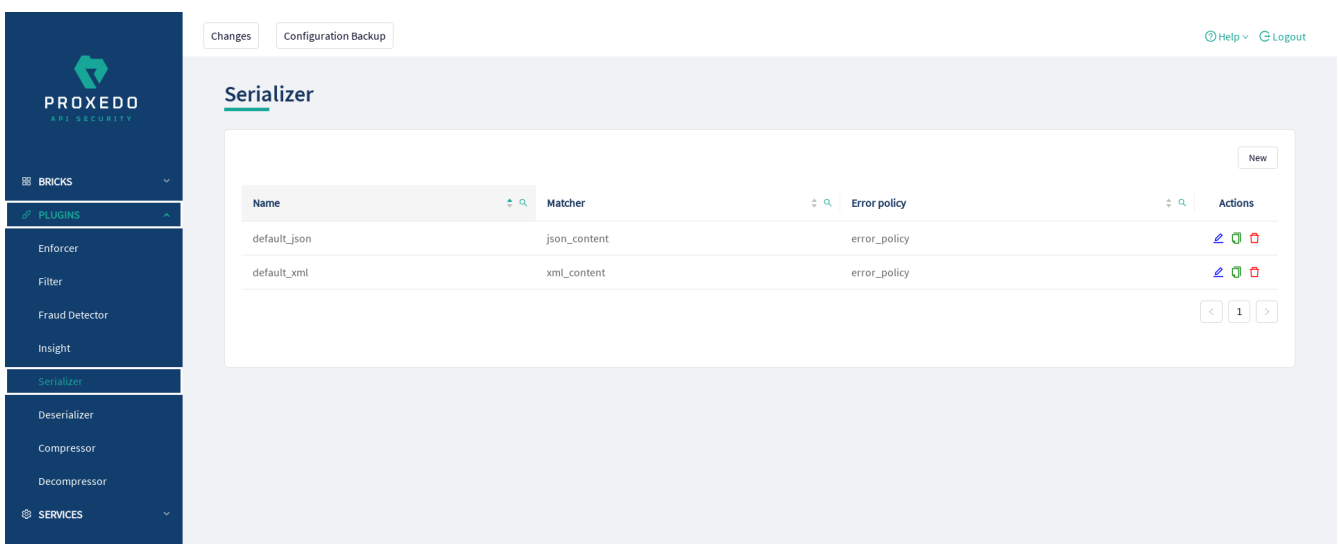 Changes Configuration Backup Help Logout
PROXEDO
API SECURITY
Serializer
New
BRICKS
PLUGINS
Enforcer
Filter
Fraud Detector
Insight
Serializer
Deserializer
Compressor
Decompressor
SERVICES
Name Matcher Error policy Actions
default_json json_content error_policy
default_xml xml_content error_policy
< 1 >